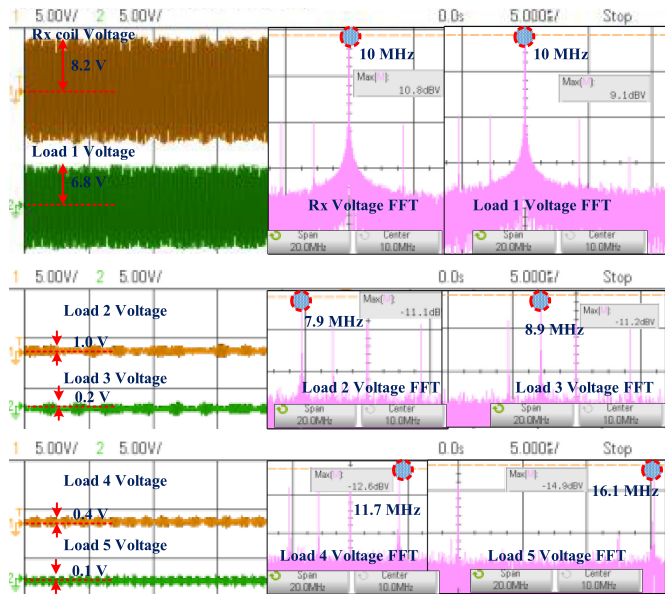 1 5.00V/ 2 5.00V/ 0.0s 5.000%/ Stop
Rx coil Voltage
8.2 V
10 MHz
10 MHz
Max(M):
10.8dBV
Max(M):
9.1dBV
Load 1 Voltage
6.8 V
Rx Voltage FFT
Load 1 Voltage FFT
Span
20.0MHz
Center
10.0MHz
Span
20.0MHz
Center
10.0MHz
1 5.00V/ 2 5.00V/ 0.0s 5.000%/ Stop
Load 2 Voltage
1.0 V
Load 3 Voltage
0.2 V
7.9 MHz
Max(M):
-11.1dB
8.9 MHz
Max(M):
-11.2dBV
Load 2 Voltage FFT
Load 3 Voltage FFT
Span
20.0MHz
Center
10.0MHz
Span
20.0MHz
Center
10.0MHz
1 5.00V/ 2 5.00V/ 0.0s 5.000%/ Stop
Load 4 Voltage
0.4 V
Load 5 Voltage
0.1 V
Max(M):
-12.6dBV
11.7 MHz
Max(M):
-14.9dBV
16.1 MHz
Load 4 Voltage FFT
Load 5 Voltage FFT
Span
20.0MHz
Center
10.0MHz
Span
20.0MHz
Center
10.0MHz